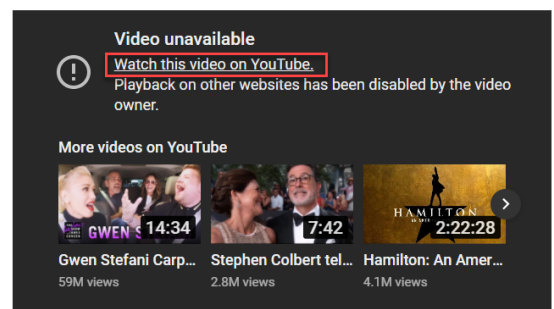 Video unavailable
Watch this video on YouTube.
Playback on other websites has been disabled by the video
owner.
More videos on YouTube
GWEN S
14:34
7:42
HAMILTON
2:22:28
Gwen Stefani Carp...
Stephen Colbert tel...
Hamilton: An Amer...
59M views
2.8M views
4.1M views